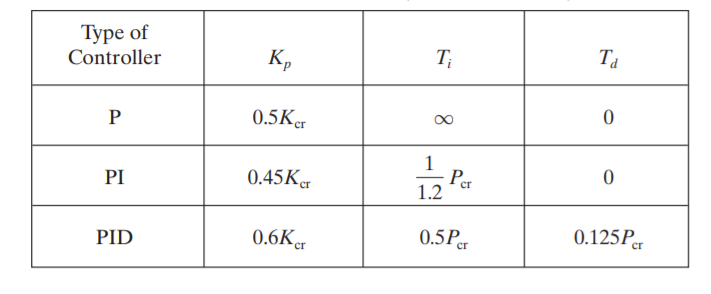 Type of
Controller K_p T_i T_d
P 0.5K_cr ∞ 0
PI 0.45K_cr 1/1.2 P_cr 0
PID 0.6K_cr 0.5P_cr 0.125P_cr